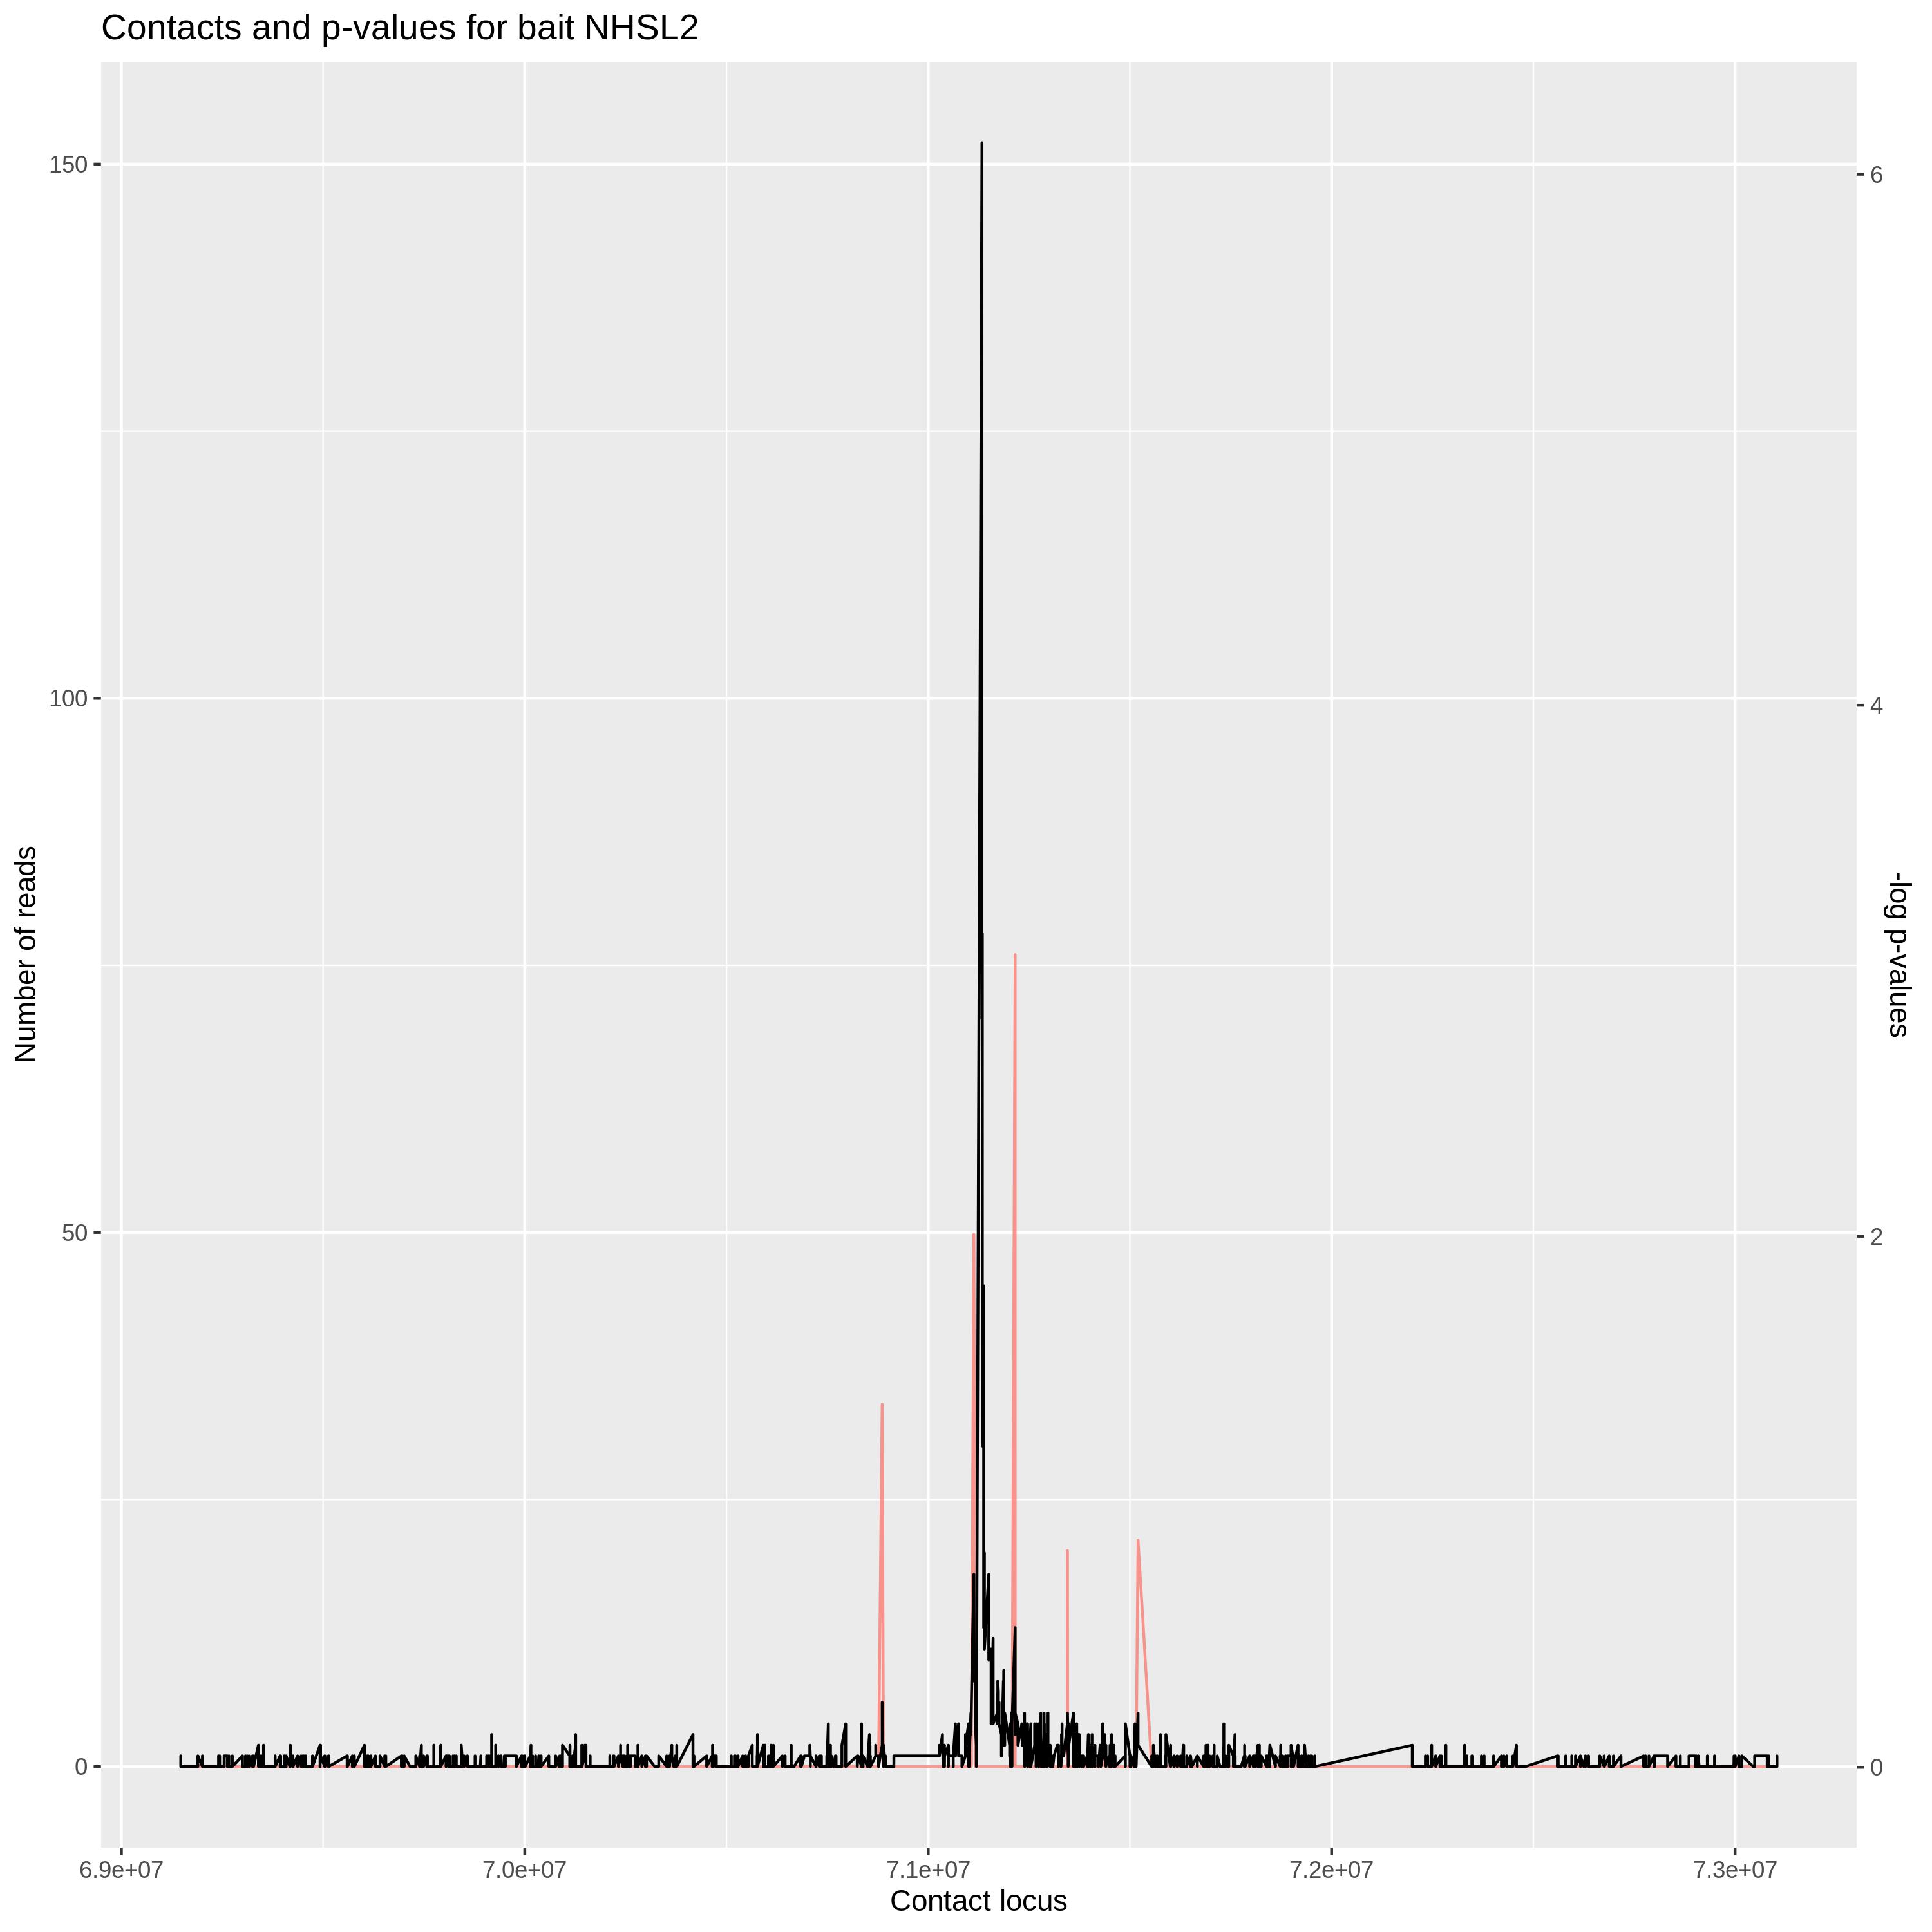 Contacts and p-values for bait NHSL2
150
100
50
0
Number of reads
6
4
2
0
-log p-values
6.9e+07
7.0e+07
7.1e+07
7.2e+07
7.3e+07
Contact locus